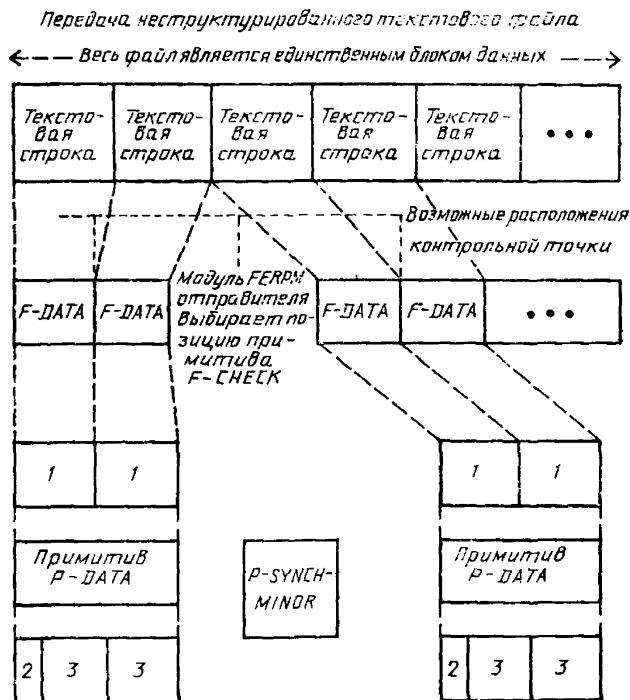 Передача неструктурированного текстового файла
Весь файл является единственным блоком данных
Тексто-
вая
строка
Тексто-
вая
строка
Тексто-
вая
строка
Тексто-
вая
строка
Тексто-
вая
строка
•••
Возможные расположения
контрольной точки
F-DATA
F-DATA
Модуль FERPM
отправителя
выбирает по-
зицию при-
митива
F-CHECK
F-DATA
F-DATA
•••
1
1
1
1
Примитив
P-DATA
P-SYNCH-
MINOR
Примитив
P-DATA
2
3
3
2
3
3